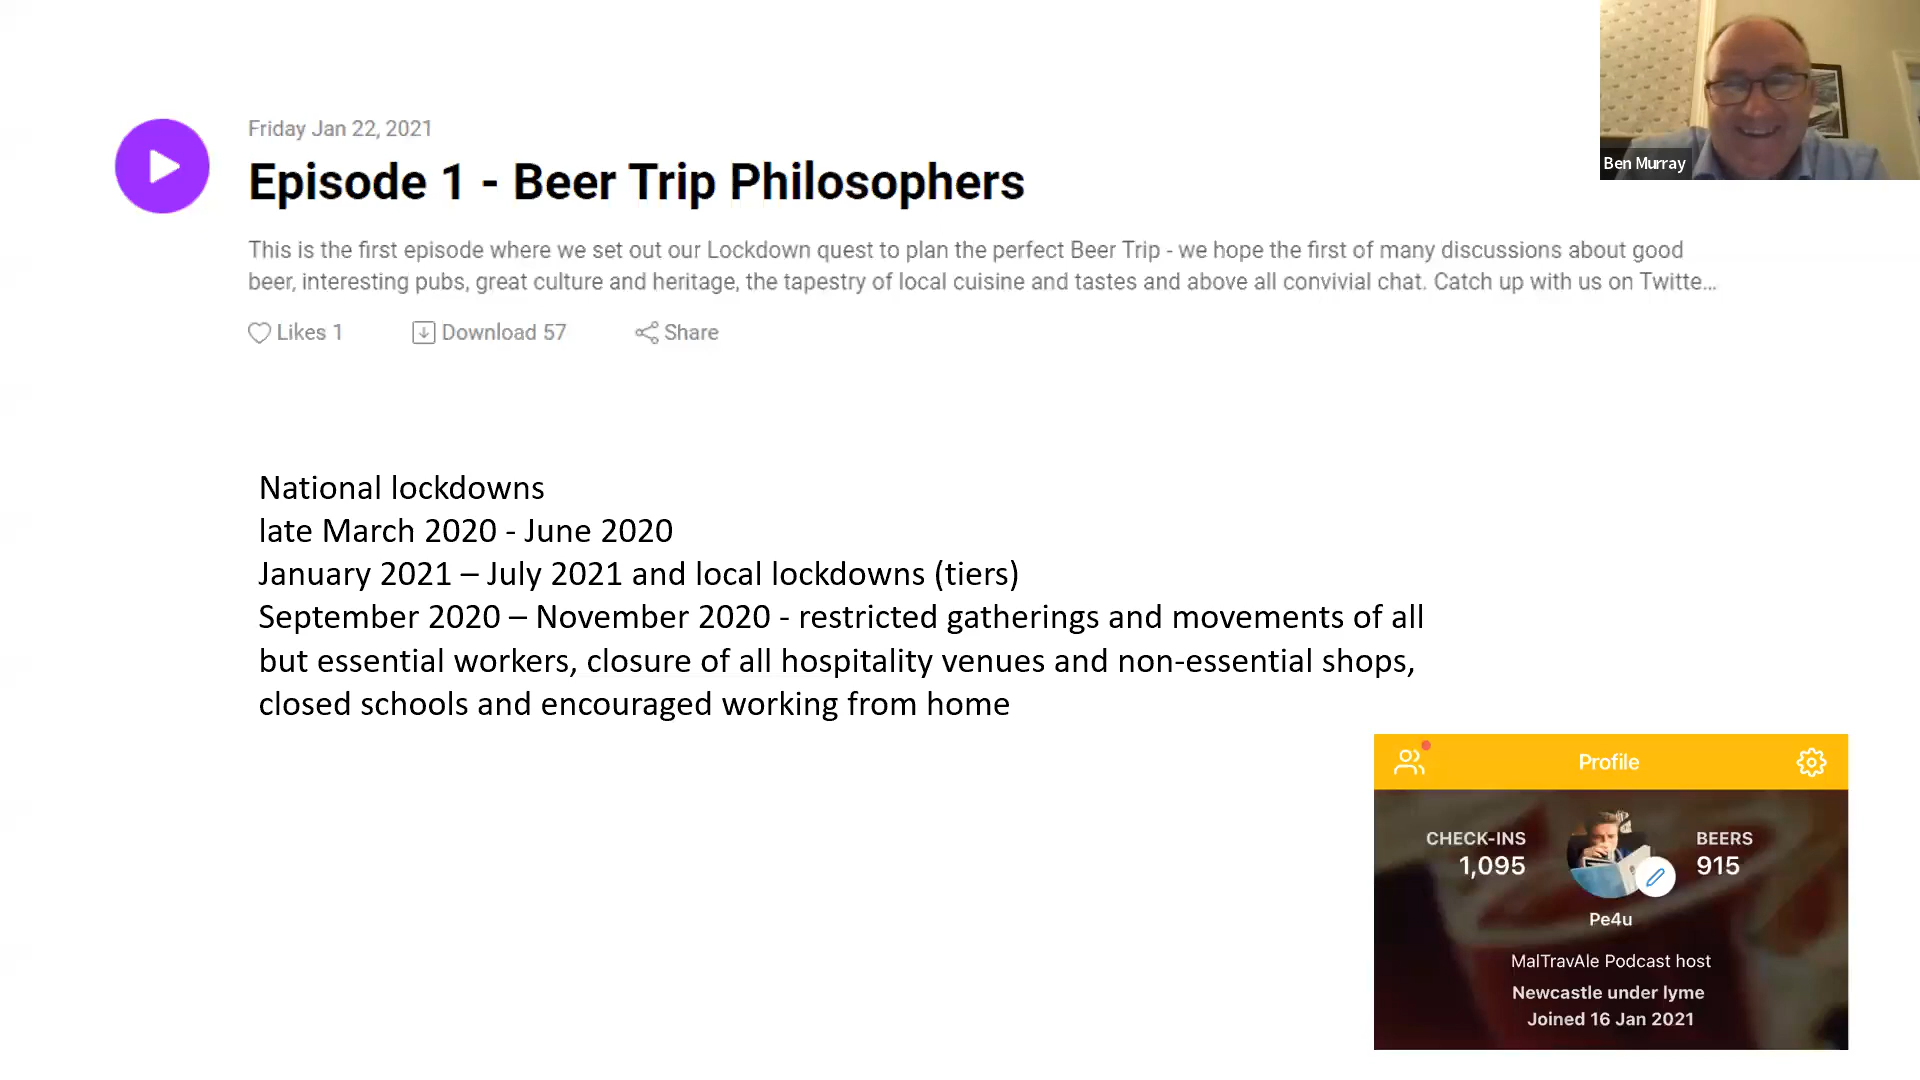 Friday Jan 22, 2021
Episode 1 - Beer Trip Philosophers
This is the first episode where we set out our Lockdown quest to plan the perfect Beer Trip - we hope the first of many discussions about good
beer, interesting pubs, great culture and heritage, the tapestry of local cuisine and tastes and above all convivial chat. Catch up with us on Twitte...
Likes 1 Download 57 Share
Ben Murray
National lockdowns
late March 2020 - June 2020
January 2021 – July 2021 and local lockdowns (tiers)
September 2020 – November 2020 - restricted gatherings and movements of all
but essential workers, closure of all hospitality venues and non-essential shops,
closed schools and encouraged working from home
Profile
CHECK-INS BEERS
1,095 915
Pe4u
MalTravAle Podcast host
Newcastle under lyme
Joined 16 Jan 2021